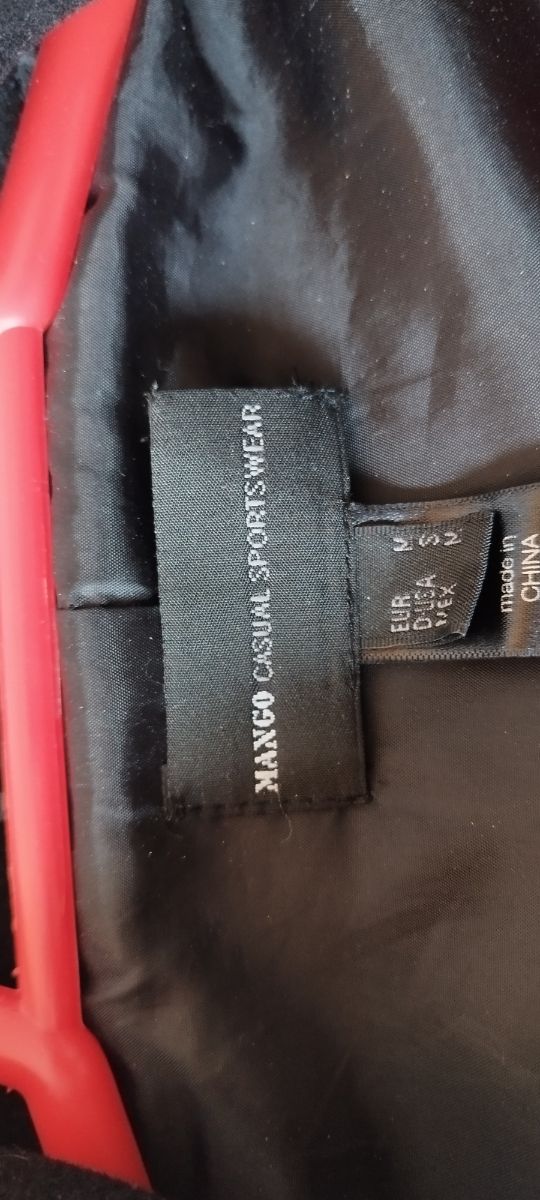 MANGO CASUAL SPORTSWEAR
EUR M
D-USA S
MEX M
made in
CHINA